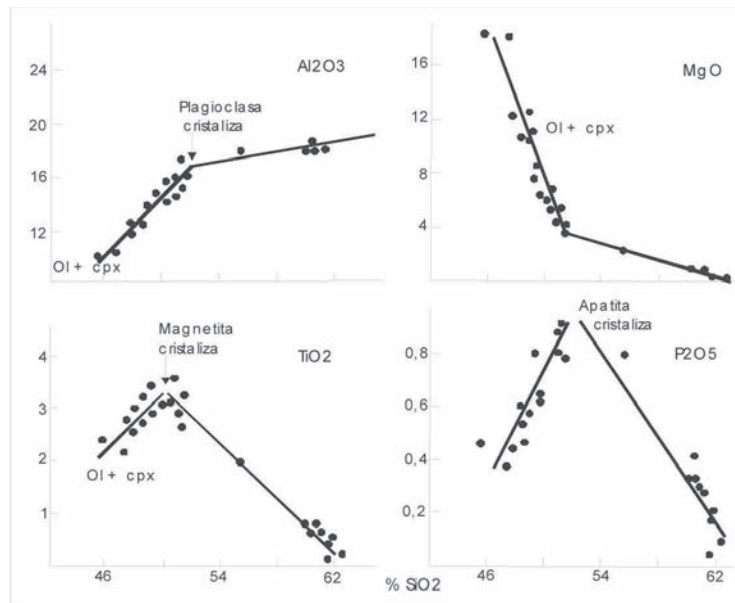 24
20
16
12
Al2O3
Plagioclasa
cristaliza
Ol + cpx
16
12
8
4
MgO
Ol + cpx
4
3
2
1
Magnetita
cristaliza
TiO2
Ol + cpx
46
54
62
0,8
0,6
0,4
0,2
Apatita
cristaliza
P2O5
46
54
62
% SiO2